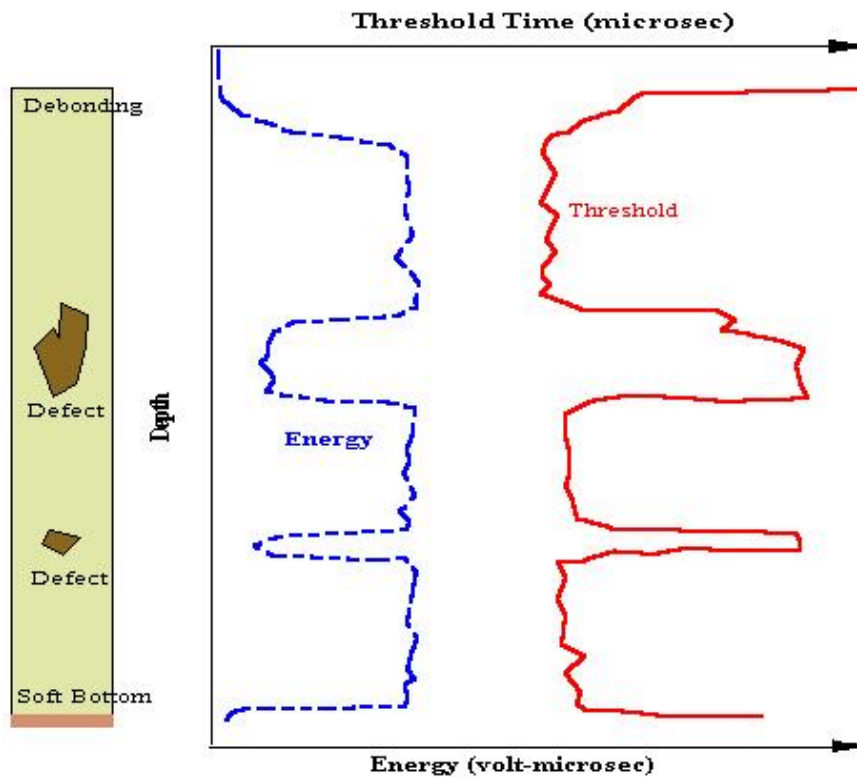 Threshold Time (microsec)
Debonding
Threshold
Defect
Depth
Energy
Defect
Soft Bottom
Energy (volt-microsec)